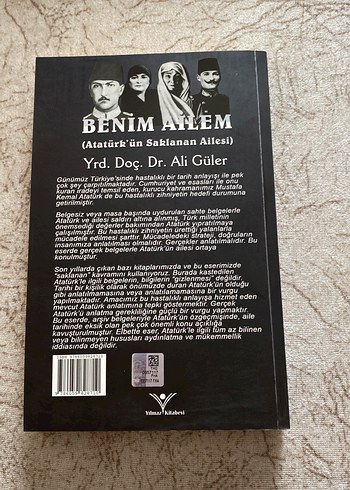 BENİM AİLEM
(Atatürk'ün Saklanan Ailesi)
Yrd. Doç. Dr. Ali Güler
Günümüz Türkiye'sinde hastalıklı bir tarih anlayışı ile pek
çok şey çarpıtılmaktadır. Cumhuriyet ve esasları ile onu
kuran iradeyi temsil eden, kurucu kahramanımız Mustafa
Kemal Atatürk de bu hastalıklı zihniyetin hedefi durumuna
getirilmiştir.
Belgesiz veya masa başında uydurulan sahte belgelerle
Atatürk ve ailesi saldırı altına alınmış, Türk milletinin
önemsediği değerler bakımından Atatürk yıpratılmaya
çalışılmıştır. Bu hastalıklı zihniyetin ürettiği yalanlarla
mücadele edilmesi şarttır. Mücadeledeki strateji, doğruların
insanımıza anlatılması olmalıdır. Gerçekler anlatılmalıdır. Bu
eserde gerçek belgelerle Atatürk'ün ailesi ortaya
konulmuştur.
Son yıllarda çıkan bazı kitaplarımızda ve bu eserimizde
"saklanan" kavramını kullanıyoruz. Burada kastedilen
Atatürk'le ilgili belgelerin, bilgilerin "gizlenmesi" değildir.
Tarihi bir kişilik olarak önümüzde duran Atatürk'ün olduğu
gibi anlatılmamasına veya anlatılamamasına bir vurgu
yapılmaktadır. Amacımız bu hastalıklı anlayışa hizmet eden
mevcut Atatürk anlatımına tepki göstermektir. Gerçek
Atatürk'ü anlatma gerekliliğine güçlü bir vurgu yapmaktır.
Bu eserde, arşiv belgeleriyle Atatürk'ün özgeçmişinde, aile
tarihinde eksik olan pek çok önemli konu açıklığa
kavuşturulmuştur. Elbette eser, Atatürk'le ilgili tüm az bilinen
veya bilinmeyen hususları aydınlatma ve mükemmellik
iddiasında değildir.
Yılmaz Kitabevi